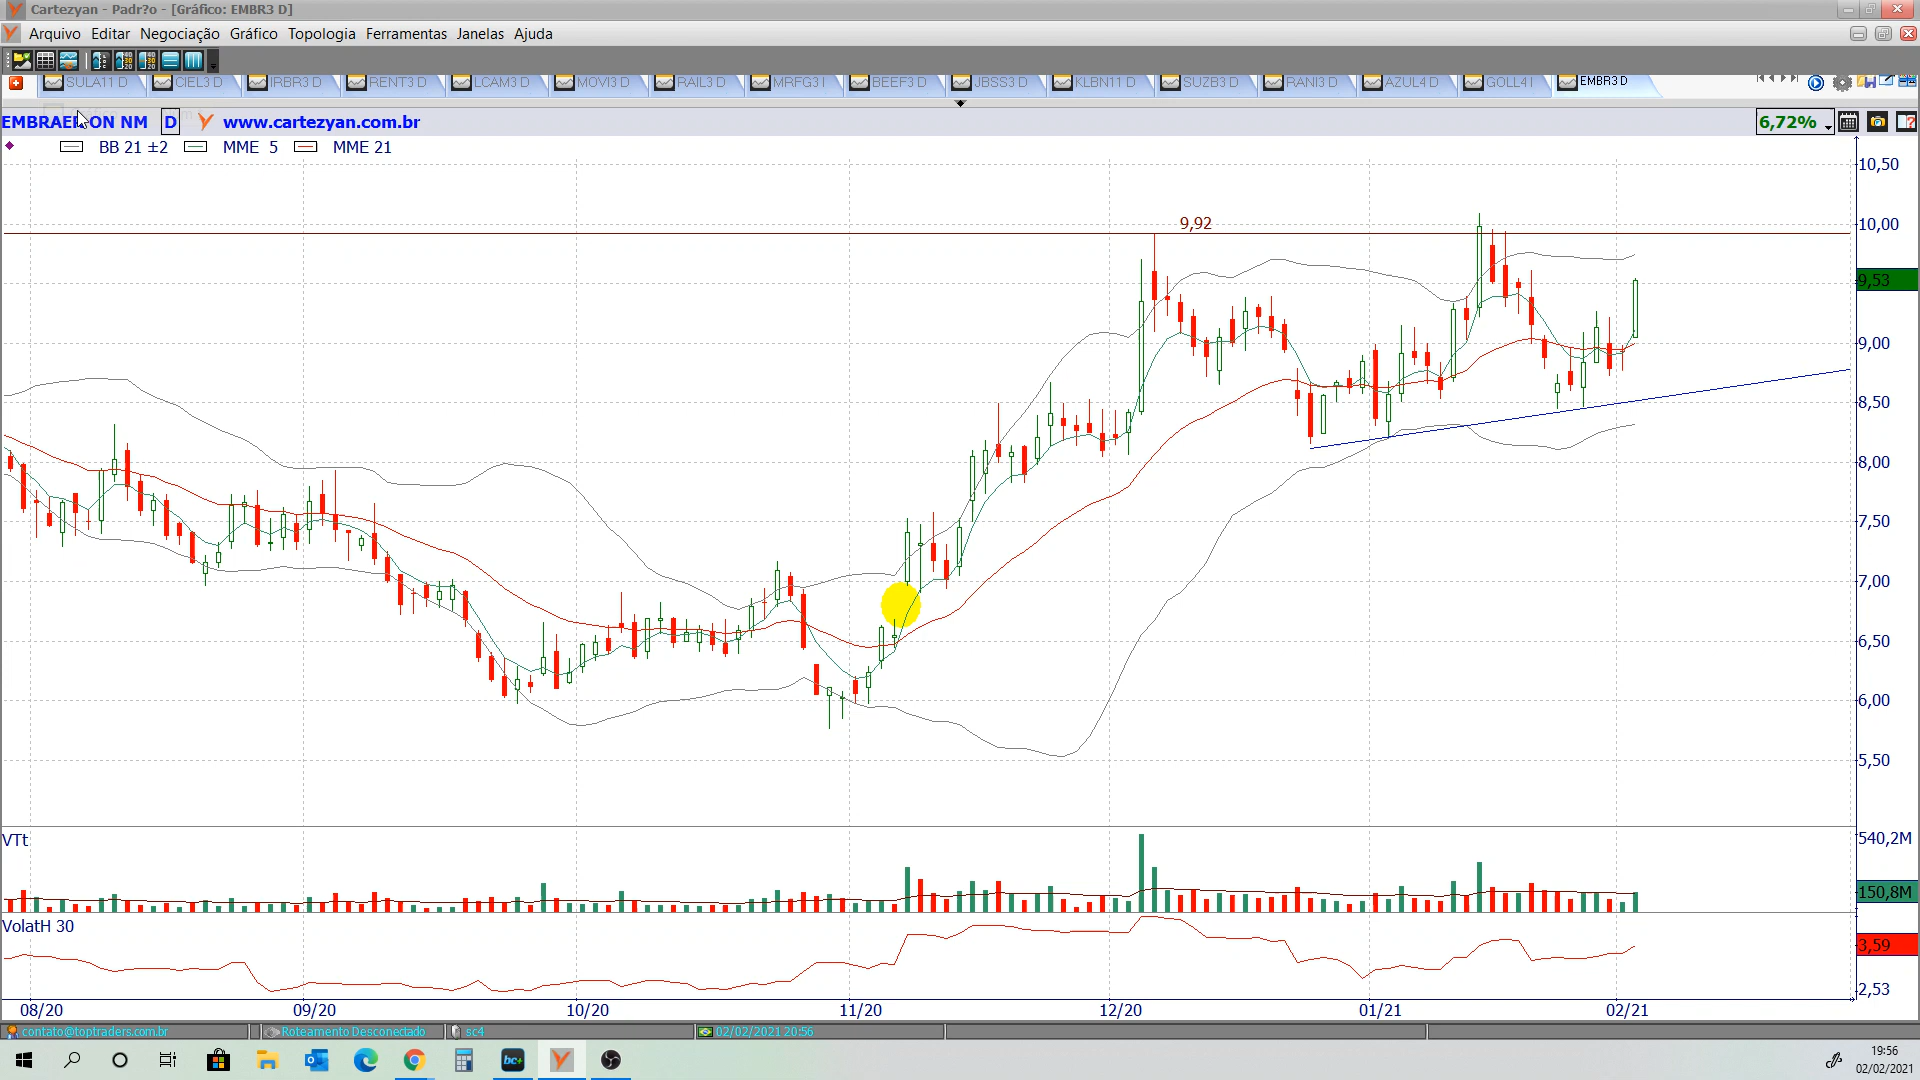 Cartezyan - Padr?o - [Gráfico: EMBR3 D]
Arquivo Editar Negociação Gráfico Topologia Ferramentas Janelas Ajuda
SULA11 D CIEL3 D IRBR3 D RENT3 D LCAM3 D MOVI3 D RAIL3 D MRFG3 BEEF3 D JBSS3 D KLBN11 D SUZB3 D RANI3 D AZUL4 D GOLL4 EMBR3 D
EMBRAER ON NM D www.cartezyan.com.br 6,72%
BB 21 ±2 MME 5 MME 21
10,50
9,92
10,00
9,53
9,00
8,50
8,00
7,50
7,00
6,50
6,00
5,50
VTt
540,2M
150,8M
VolatH 30
3,59
2,53
08/20 09/20 10/20 11/20 12/20 01/21 02/21
contato@toptraders.com.br Roteamento Desconectado sc4 02/02/2021 20:56
bc+
19:56
02/02/2021